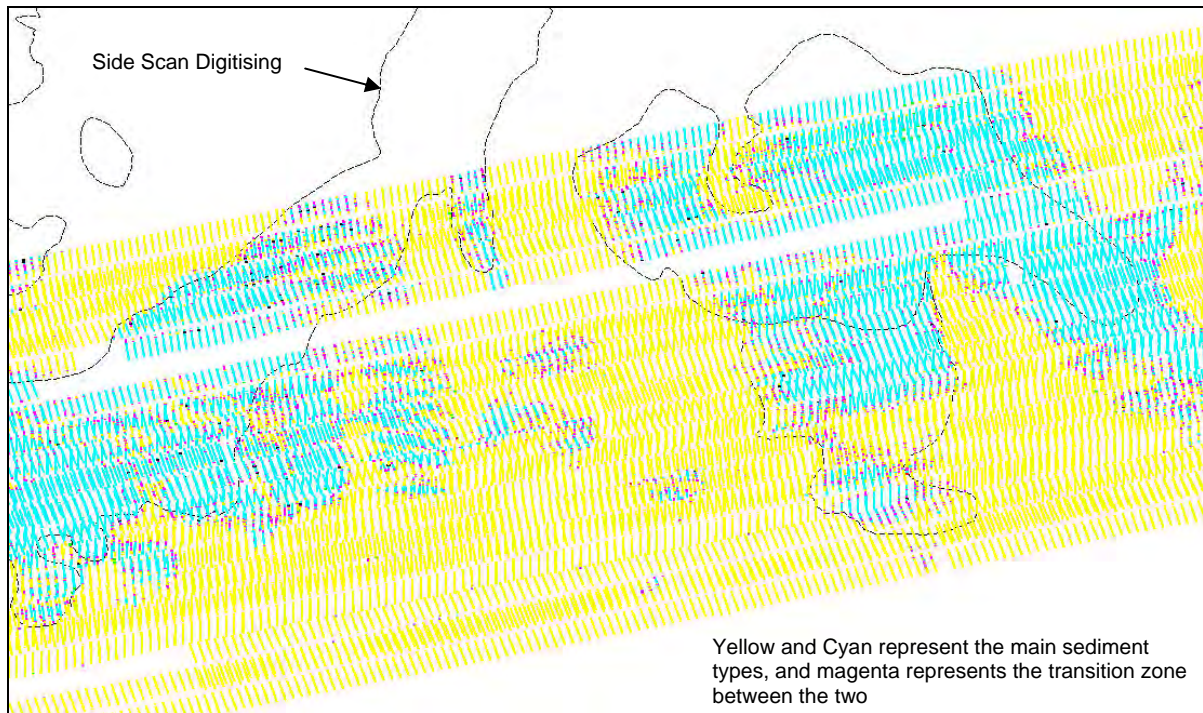 Side Scan Digitising
Yellow and Cyan represent the main sediment
types, and magenta represents the transition zone
between the two